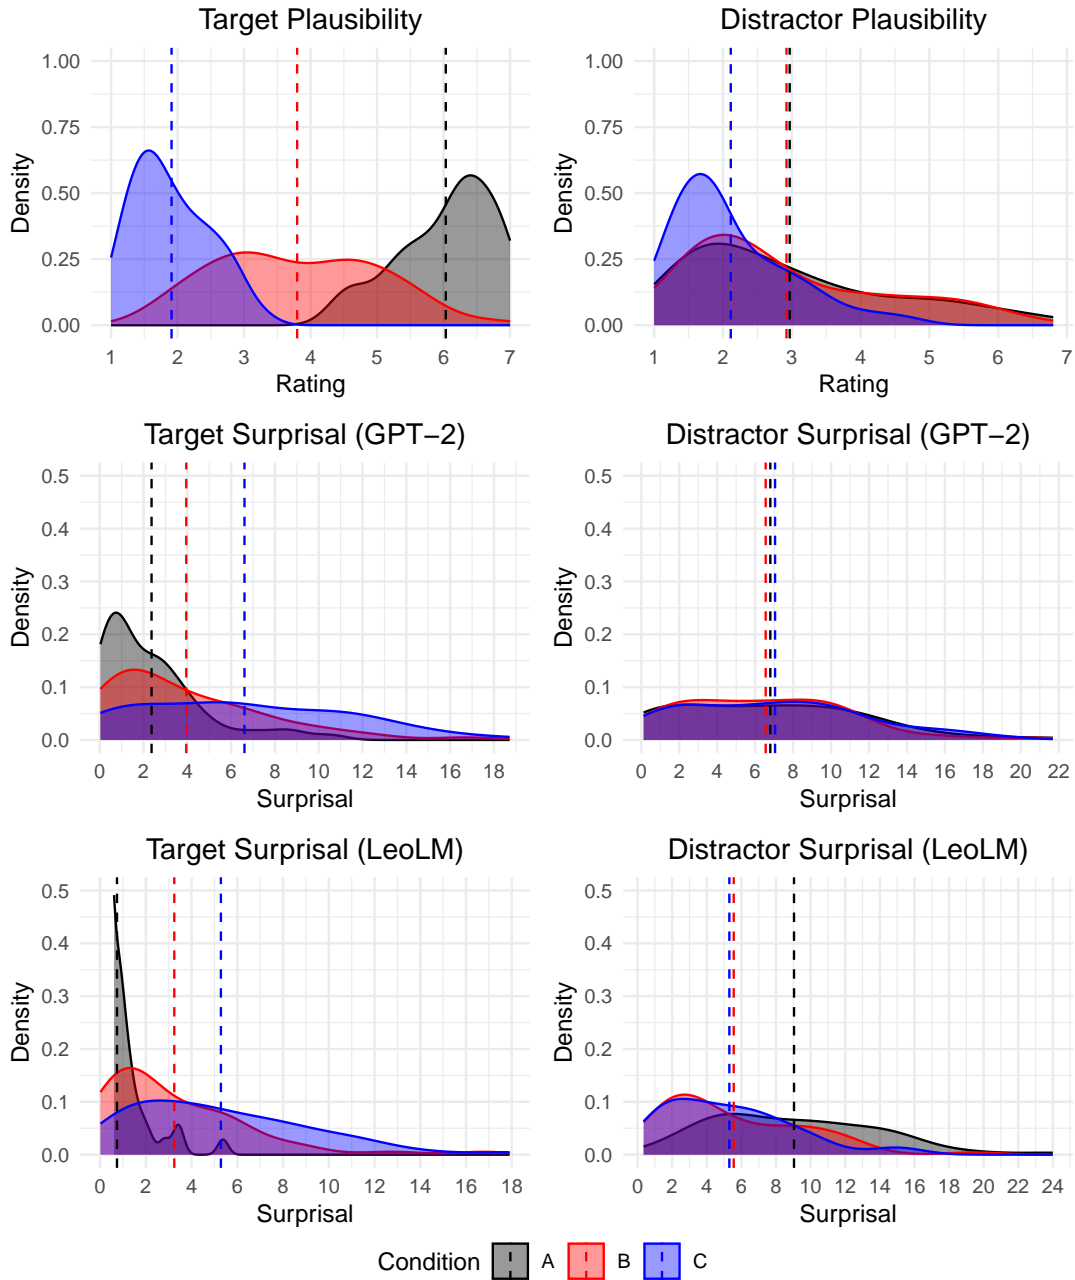 Target Plausibility
Distractor Plausibility
1.00
0.75
0.50
0.25
0.00
Density
1 2 3 4 5 6 7
Rating
1.00
0.75
0.50
0.25
0.00
Density
1 2 3 4 5 6 7
Rating
Target Surprisal (GPT−2)
Distractor Surprisal (GPT−2)
0.5
0.4
0.3
0.2
0.1
0.0
Density
0 2 4 6 8 10 12 14 16 18
Surprisal
0.5
0.4
0.3
0.2
0.1
0.0
Density
0 2 4 6 8 10 12 14 16 18 20 22
Surprisal
Target Surprisal (LeoLM)
Distractor Surprisal (LeoLM)
0.5
0.4
0.3
0.2
0.1
0.0
Density
0 2 4 6 8 10 12 14 16 18
Surprisal
0.5
0.4
0.3
0.2
0.1
0.0
Density
0 2 4 6 8 10 12 14 16 18 20 22 24
Surprisal
Condition A B C